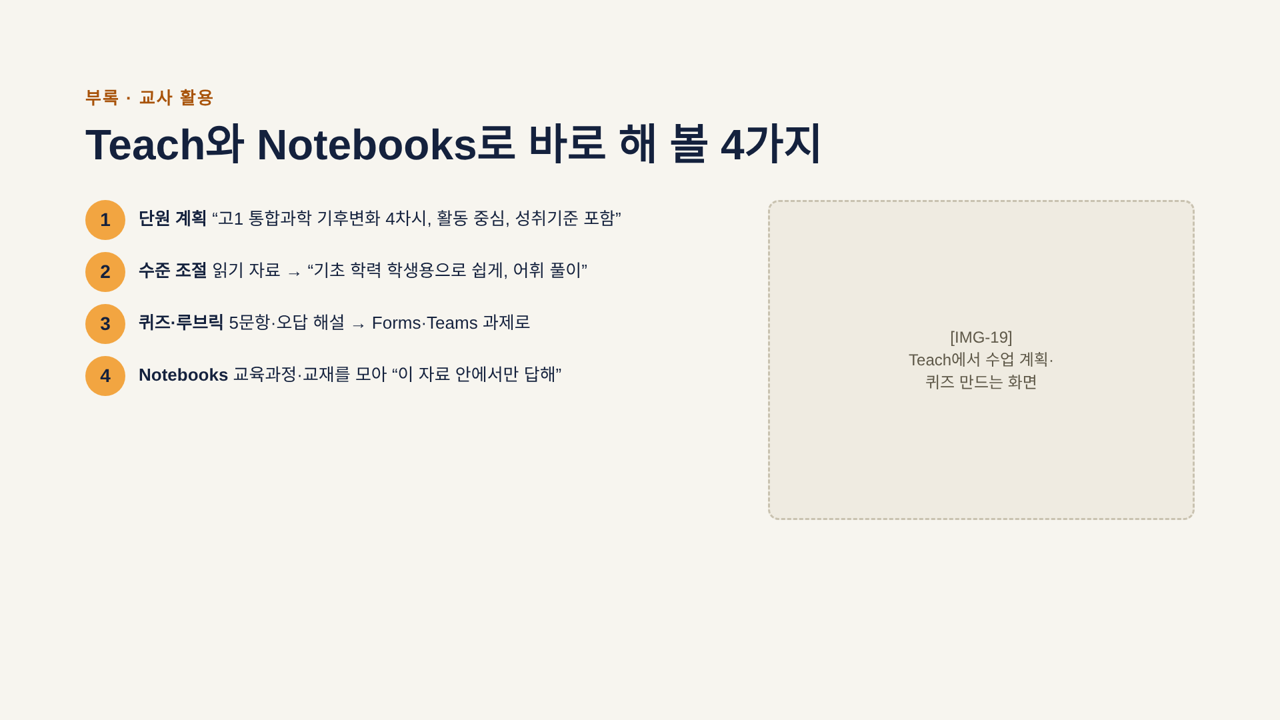 부록 · 교사 활용
Teach와 Notebooks로 바로 해 볼 4가지
1 단원 계획 “고1 통합과학 기후변화 4차시, 활동 중심, 성취기준 포함”
2 수준 조절 읽기 자료 → “기초 학력 학생용으로 쉽게, 어휘 풀이”
3 퀴즈·루브릭 5문항·오답 해설 → Forms·Teams 과제로
4 Notebooks 교육과정·교재를 모아 “이 자료 안에서만 답해”
[IMG-19]
Teach에서 수업 계획·
퀴즈 만드는 화면